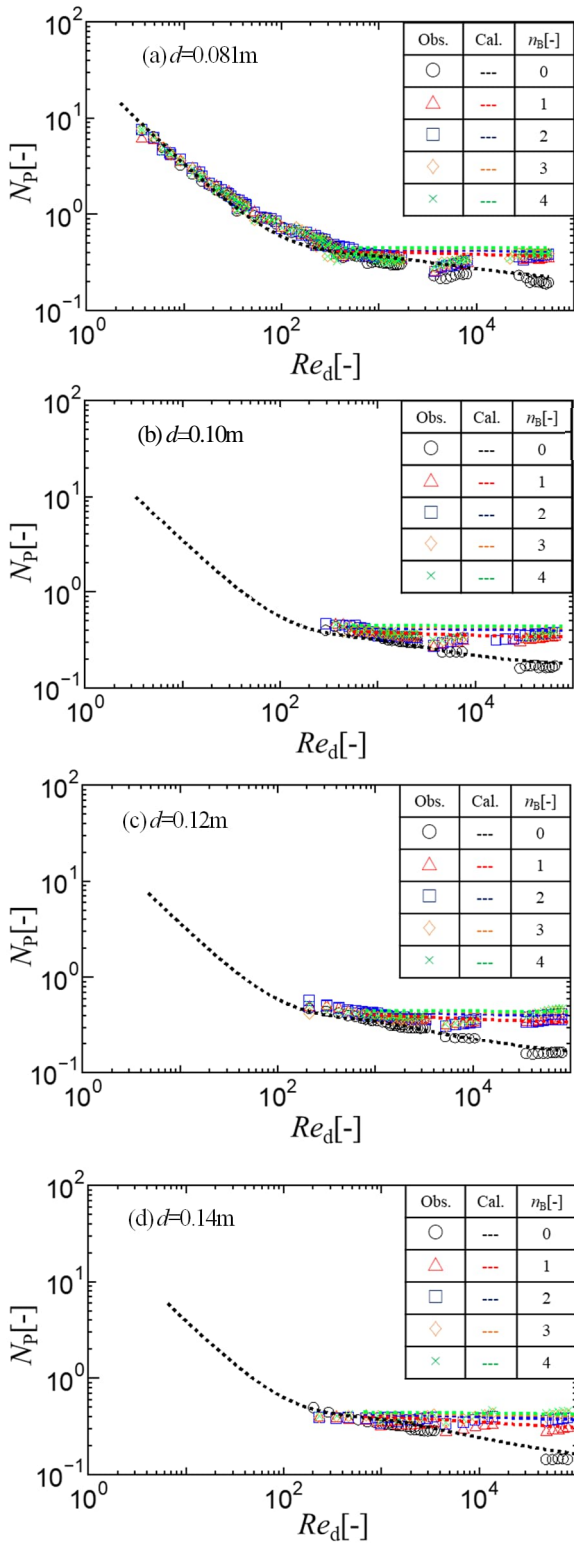 (a) d=0.081m
Obs. Cal. nB[-]
--- 0
--- 1
--- 2
--- 3
--- 4
NP[-]
10^2
10^1
10^0
10^-1
10^0 10^2 10^4
Red[-]
(b) d=0.10m
Obs. Cal. nB[-]
--- 0
--- 1
--- 2
--- 3
--- 4
NP[-]
10^2
10^1
10^0
10^-1
10^0 10^2 10^4
Red[-]
(c) d=0.12m
Obs. Cal. nB[-]
--- 0
--- 1
--- 2
--- 3
--- 4
NP[-]
10^2
10^1
10^0
10^-1
10^0 10^2 10^4
Red[-]
(d) d=0.14m
Obs. Cal. nB[-]
--- 0
--- 1
--- 2
--- 3
--- 4
NP[-]
10^2
10^1
10^0
10^-1
10^0 10^2 10^4
Red[-]